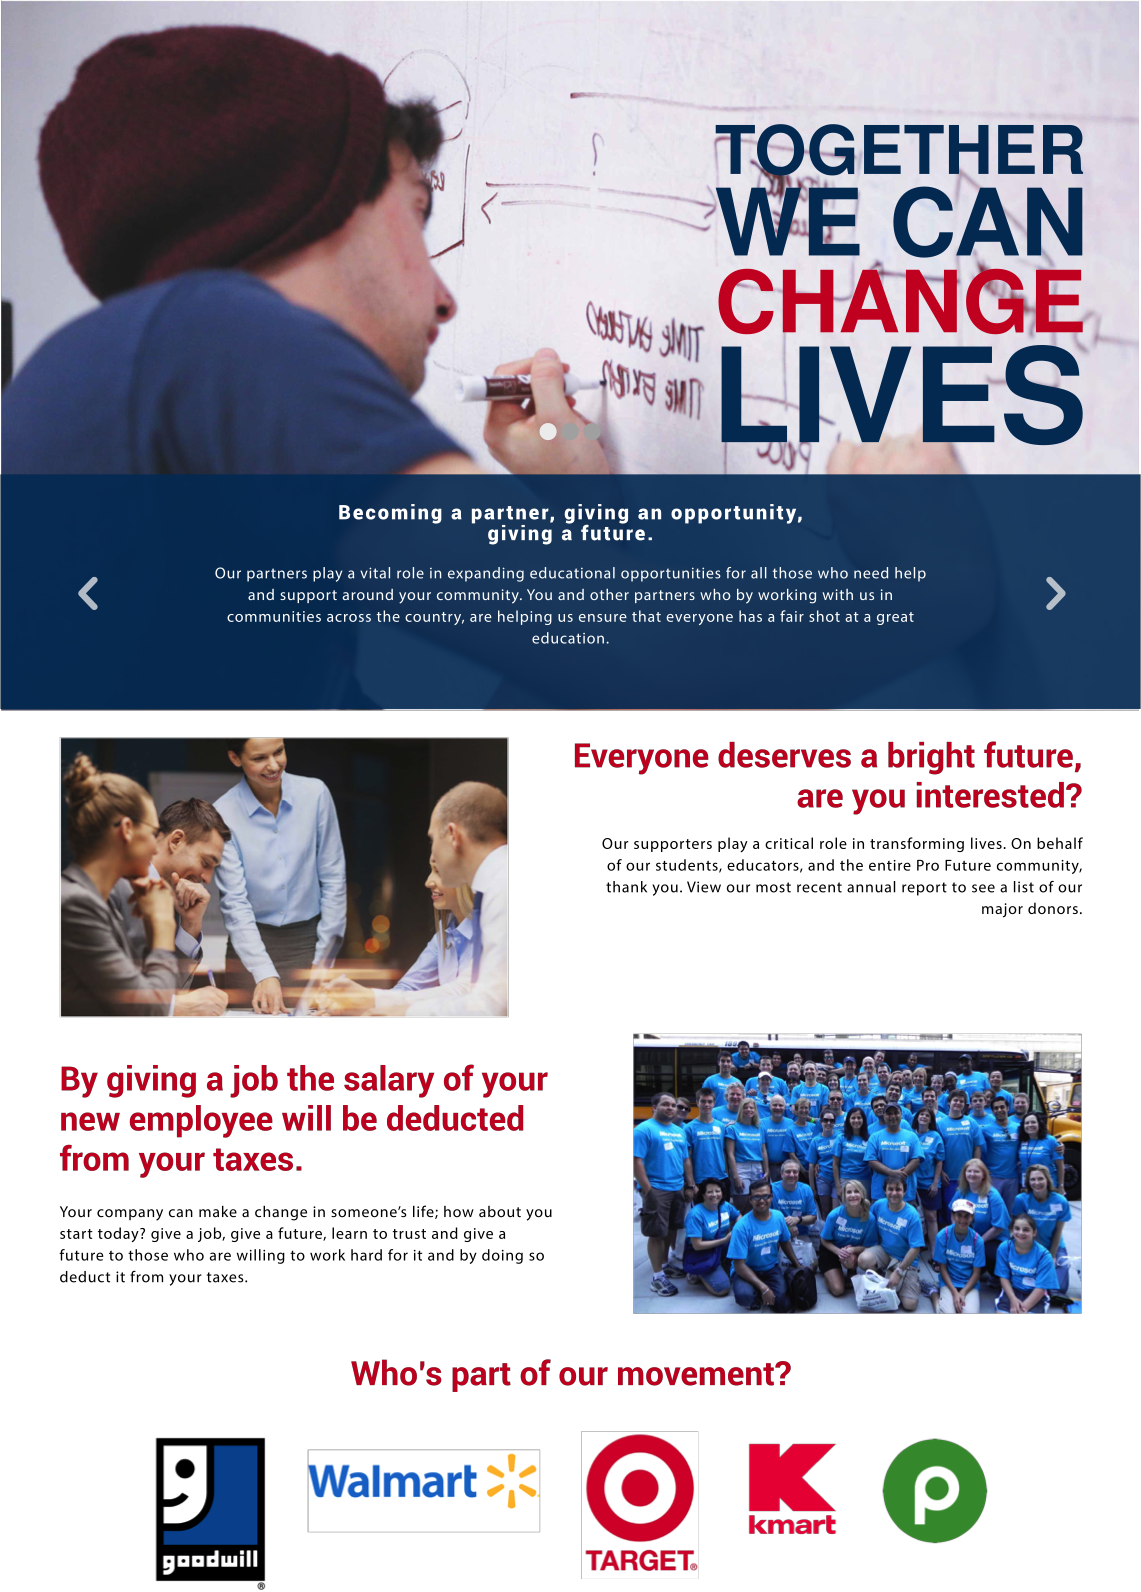 TOGETHER
WE CAN
CHANGE
LIVES
TIME ENTERED
Becoming a partner, giving an opportunity,
giving a future.
Our partners play a vital role in expanding educational opportunities for all those who need help
and support around your community. You and other partners who by working with us in
communities across the country, are helping us ensure that everyone has a fair shot at a great
education.
Everyone deserves a bright future,
are you interested?
Our supporters play a critical role in transforming lives. On behalf
of our students, educators, and the entire Pro Future community,
thank you. View our most recent annual report to see a list of our
major donors.
By giving a job the salary of your
new employee will be deducted
from your taxes.
Your company can make a change in someone’s life; how about you
start today? give a job, give a future, learn to trust and give a
future to those who are willing to work hard for it and by doing so
deduct it from your taxes.
Microsoft
Who's part of our movement?
goodwill
®
Walmart
TARGET®
K
kmart
p